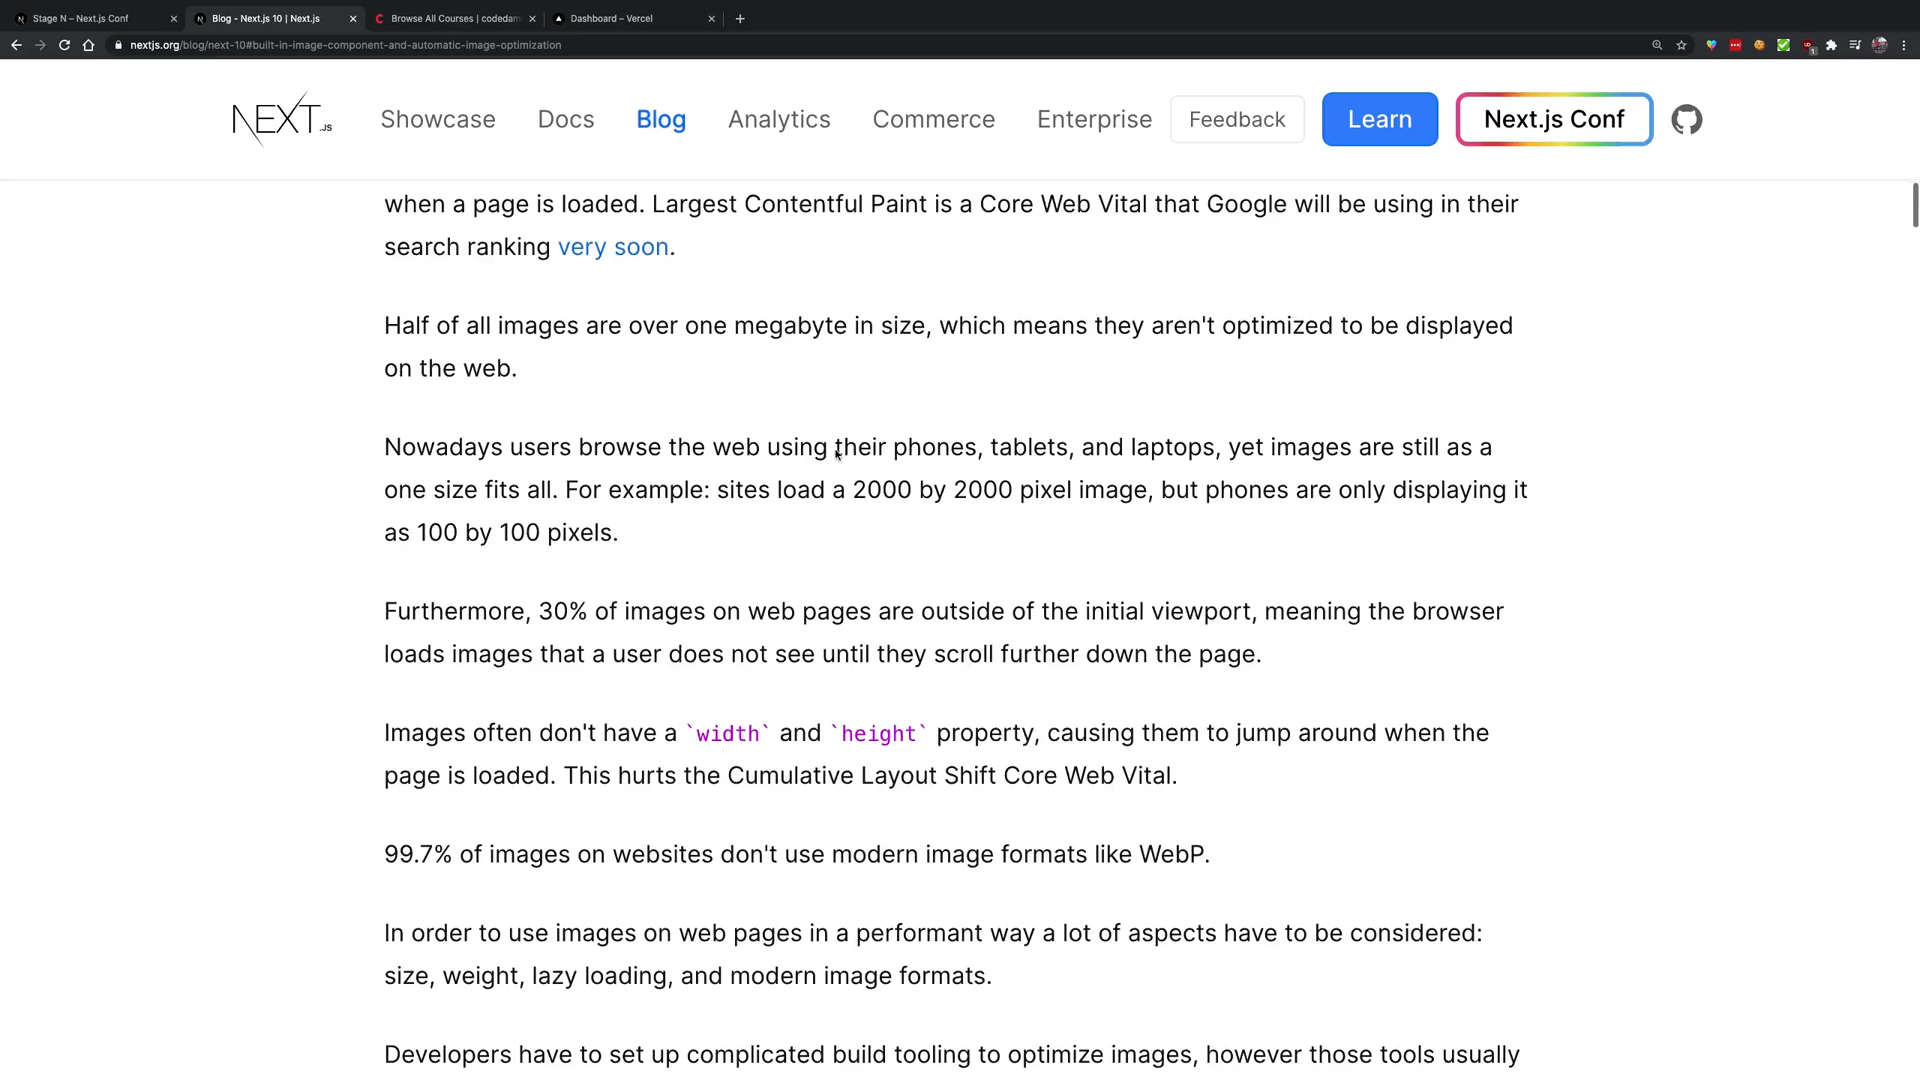 Stage N – Next.js Conf
Blog - Next.js 10 | Next.js
Browse All Courses | codedam
Dashboard – Vercel
nextjs.org/blog/next-10#built-in-image-component-and-automatic-image-optimization
NEXT.JS
Showcase
Docs
Blog
Analytics
Commerce
Enterprise
Feedback
Learn
Next.js Conf
when a page is loaded. Largest Contentful Paint is a Core Web Vital that Google will be using in their
search ranking very soon.
Half of all images are over one megabyte in size, which means they aren't optimized to be displayed
on the web.
Nowadays users browse the web using their phones, tablets, and laptops, yet images are still as a
one size fits all. For example: sites load a 2000 by 2000 pixel image, but phones are only displaying it
as 100 by 100 pixels.
Furthermore, 30% of images on web pages are outside of the initial viewport, meaning the browser
loads images that a user does not see until they scroll further down the page.
Images often don't have a `width` and `height` property, causing them to jump around when the
page is loaded. This hurts the Cumulative Layout Shift Core Web Vital.
99.7% of images on websites don't use modern image formats like WebP.
In order to use images on web pages in a performant way a lot of aspects have to be considered:
size, weight, lazy loading, and modern image formats.
Developers have to set up complicated build tooling to optimize images, however those tools usually